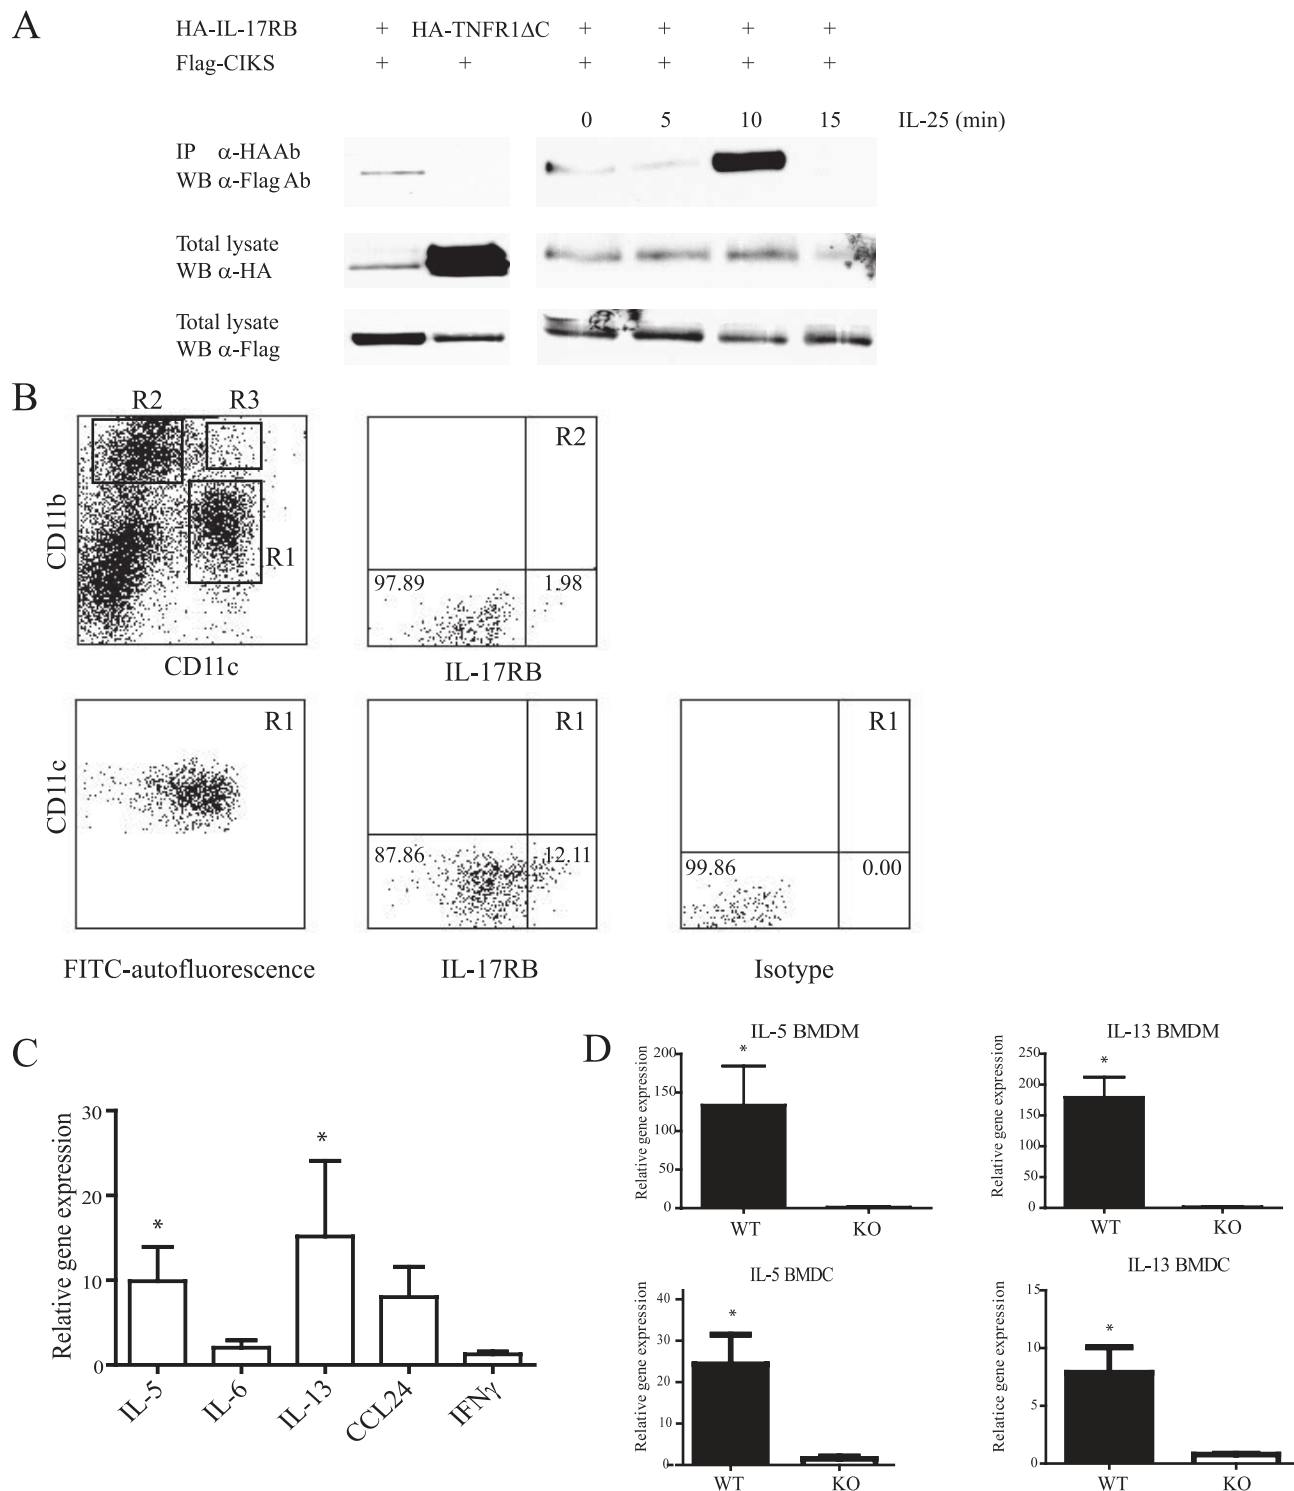 A
HA-IL-17RB + HA-TNFR1ΔC + + + +
Flag-CIKS + + + + + +
0 5 10 15 IL-25 (min)
IP α-HAAb
WB α-Flag Ab
Total lysate
WB α-HA
Total lysate
WB α-Flag
B
R2 R3
CD11b
R1
CD11c
R2
97.89 1.98
IL-17RB
CD11c
R1
FITC-autofluorescence
R1
87.86 12.11
IL-17RB
R1
99.86 0.00
Isotype
C
Relative gene expression
30
20
10
0
*
*
IL-5 IL-6 IL-13 CCL24 IFNγ
D
IL-5 BMDM
Relative gene expression
200
150
100
50
0
*
WT KO
IL-13 BMDM
Relative gene expression
250
200
150
100
50
0
*
WT KO
IL-5 BMDC
Relative gene expression
40
30
20
10
0
*
WT KO
IL-13 BMDC
Relatice gene expression
15
10
5
0
*
WT KO